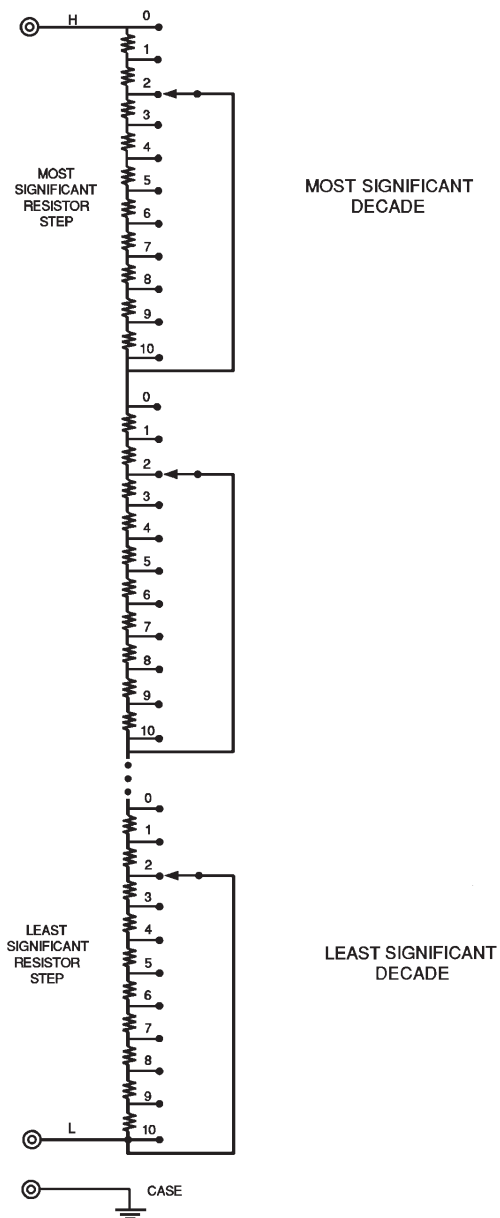 H
0
1
2
3
4
5
6
7
8
9
10
MOST
SIGNIFICANT
RESISTOR
STEP
MOST SIGNIFICANT
DECADE
0
1
2
3
4
5
6
7
8
9
10
0
1
2
3
4
5
6
7
8
9
10
LEAST
SIGNIFICANT
RESISTOR
STEP
LEAST SIGNIFICANT
DECADE
L
CASE